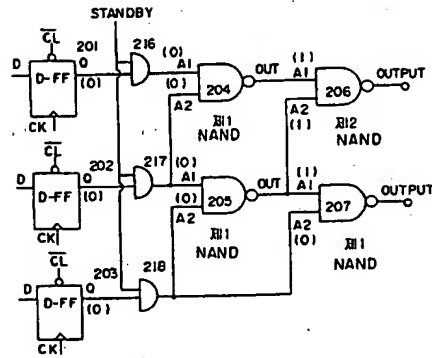 STANDBY
CL 201 216 (0)
D Q A1 204 OUT (1) OUTPUT
D-FF (0) (0) A1 206
CK A2 A2
(1)
NAND NAND
CL 202 217 (0)
D Q A1 OUT (1) OUTPUT
D-FF (0) (0) 205 A1 207
CK A2 A2
(0)
CL 203 218
D Q NAND NAND
D-FF (0)
CK